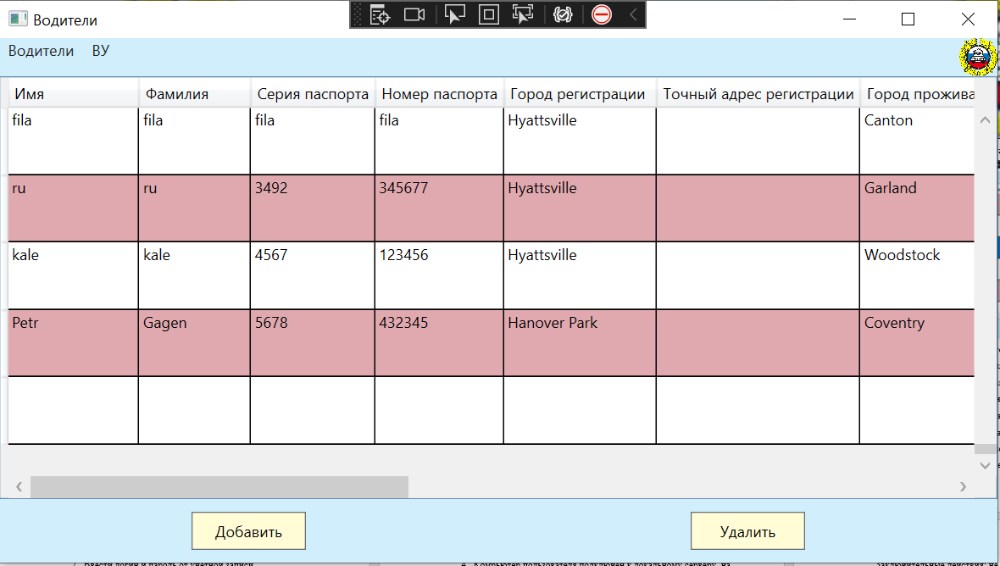 Водители
Водители ВУ
Имя Фамилия Серия паспорта Номер паспорта Город регистрации Точный адрес регистрации Город прожива
fila fila fila fila Hyattsville Canton
ru ru 3492 345677 Hyattsville Garland
kale kale 4567 123456 Hyattsville Woodstock
Petr Gagen 5678 432345 Hanover Park Coventry
Добавить Удалить